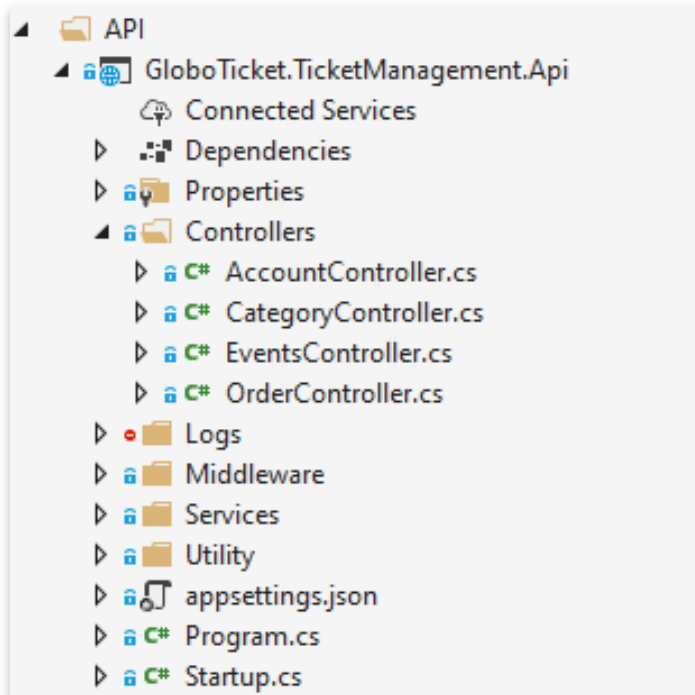 API
GloboTicket.TicketManagement.Api
Connected Services
Dependencies
Properties
Controllers
C# AccountController.cs
C# CategoryController.cs
C# EventsController.cs
C# OrderController.cs
Logs
Middleware
Services
Utility
appsettings.json
C# Program.cs
C# Startup.cs